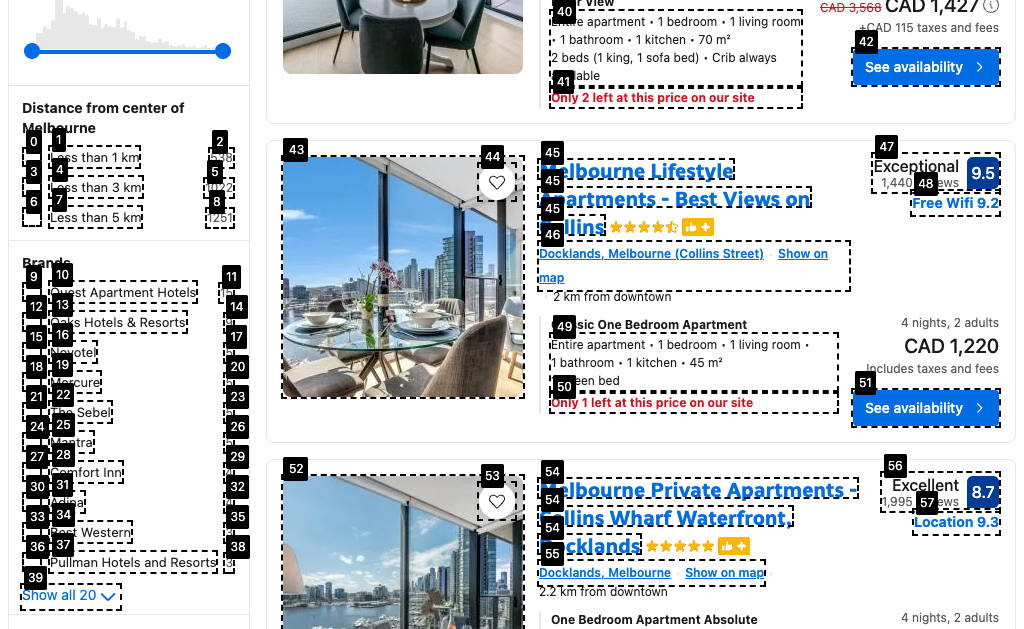 Distance from center of
Melbourne
0
1
Less than 1 km
2
3
4
Less than 3 km
5
1022
6
7
Less than 5 km
8
1251
Brands
9
10
Quest Apartment Hotels
11
12
13
Oaks Hotels & Resorts
14
15
16
Novotel
17
18
19
Mercure
20
21
22
The Sebel
23
24
25
Mantra
26
27
28
Comfort Inn
29
30
31
Adina
32
33
34
Best Western
35
36
37
Pullman Hotels and Resorts
38
39
Show all 20
View
CAD 3,568 CAD 1,427
+CAD 115 taxes and fees
40
Entire apartment • 1 bedroom • 1 living room
• 1 bathroom • 1 kitchen • 70 m²
2 beds (1 king, 1 sofa bed) • Crib always
available
41
Only 2 left at this price on our site
42
See availability
43
44
45
Melbourne Lifestyle
45
Apartments - Best Views on
45
Collins
46
Docklands, Melbourne (Collins Street) Show on
map
2 km from downtown
47
Exceptional
9.5
1,440 reviews
48
Free Wifi 9.2
49
Classic One Bedroom Apartment
Entire apartment • 1 bedroom • 1 living room •
1 bathroom • 1 kitchen • 45 m²
1 queen bed
50
Only 1 left at this price on our site
4 nights, 2 adults
CAD 1,220
Includes taxes and fees
51
See availability
52
53
54
Melbourne Private Apartments -
54
Collins Wharf Waterfront,
54
Docklands
55
Docklands, Melbourne Show on map
2.2 km from downtown
56
Excellent
8.7
1,995 reviews
57
Location 9.3
One Bedroom Apartment Absolute
4 nights, 2 adults